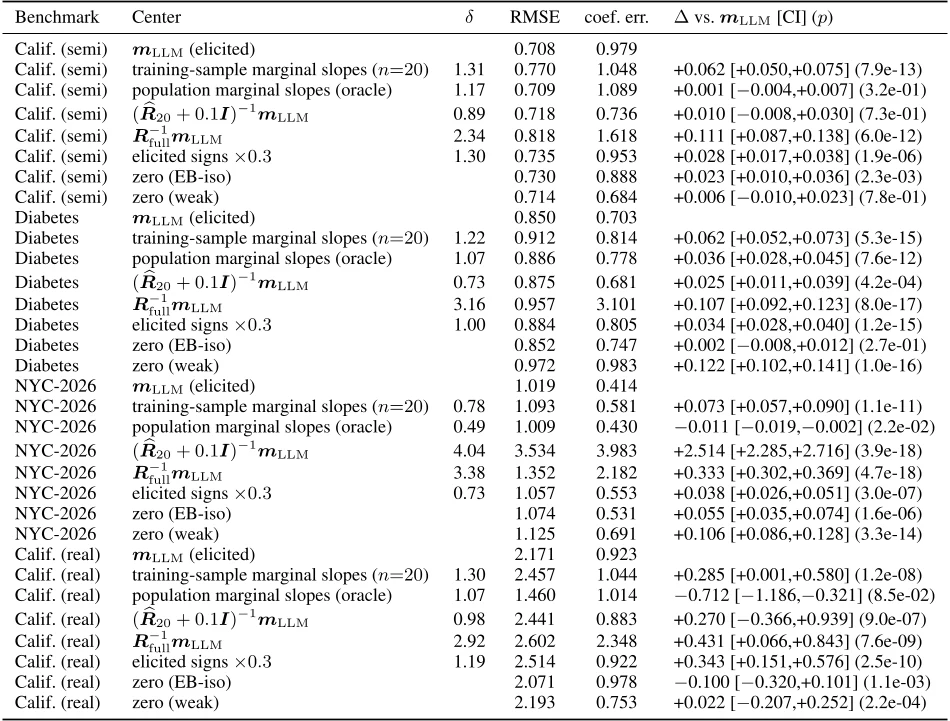 Benchmark Center δ RMSE coef. err. Δ vs. m_LLM [CI] (p)
Calif. (semi) m_LLM (elicited) 0.708 0.979
Calif. (semi) training-sample marginal slopes (n=20) 1.31 0.770 1.048 +0.062 [+0.050,+0.075] (7.9e-13)
Calif. (semi) population marginal slopes (oracle) 1.17 0.709 1.089 +0.001 [−0.004,+0.007] (3.2e-01)
Calif. (semi) (R̂₂₀ + 0.1I)⁻¹m_LLM 0.89 0.718 0.736 +0.010 [−0.008,+0.030] (7.3e-01)
Calif. (semi) R_full⁻¹m_LLM 2.34 0.818 1.618 +0.111 [+0.087,+0.138] (6.0e-12)
Calif. (semi) elicited signs ×0.3 1.30 0.735 0.953 +0.028 [+0.017,+0.038] (1.9e-06)
Calif. (semi) zero (EB-iso) 0.730 0.888 +0.023 [+0.010,+0.036] (2.3e-03)
Calif. (semi) zero (weak) 0.714 0.684 +0.006 [−0.010,+0.023] (7.8e-01)
Diabetes m_LLM (elicited) 0.850 0.703
Diabetes training-sample marginal slopes (n=20) 1.22 0.912 0.814 +0.062 [+0.052,+0.073] (5.3e-15)
Diabetes population marginal slopes (oracle) 1.07 0.886 0.778 +0.036 [+0.028,+0.045] (7.6e-12)
Diabetes (R̂₂₀ + 0.1I)⁻¹m_LLM 0.73 0.875 0.681 +0.025 [+0.011,+0.039] (4.2e-04)
Diabetes R_full⁻¹m_LLM 3.16 0.957 3.101 +0.107 [+0.092,+0.123] (8.0e-17)
Diabetes elicited signs ×0.3 1.00 0.884 0.805 +0.034 [+0.028,+0.040] (1.2e-15)
Diabetes zero (EB-iso) 0.852 0.747 +0.002 [−0.008,+0.012] (2.7e-01)
Diabetes zero (weak) 0.972 0.983 +0.122 [+0.102,+0.141] (1.0e-16)
NYC-2026 m_LLM (elicited) 1.019 0.414
NYC-2026 training-sample marginal slopes (n=20) 0.78 1.093 0.581 +0.073 [+0.057,+0.090] (1.1e-11)
NYC-2026 population marginal slopes (oracle) 0.49 1.009 0.430 −0.011 [−0.019,−0.002] (2.2e-02)
NYC-2026 (R̂₂₀ + 0.1I)⁻¹m_LLM 4.04 3.534 3.983 +2.514 [+2.285,+2.716] (3.9e-18)
NYC-2026 R_full⁻¹m_LLM 3.38 1.352 2.182 +0.333 [+0.302,+0.369] (4.7e-18)
NYC-2026 elicited signs ×0.3 0.73 1.057 0.553 +0.038 [+0.026,+0.051] (3.0e-07)
NYC-2026 zero (EB-iso) 1.074 0.531 +0.055 [+0.035,+0.074] (1.6e-06)
NYC-2026 zero (weak) 1.125 0.691 +0.106 [+0.086,+0.128] (3.3e-14)
Calif. (real) m_LLM (elicited) 2.171 0.923
Calif. (real) training-sample marginal slopes (n=20) 1.30 2.457 1.044 +0.285 [+0.001,+0.580] (1.2e-08)
Calif. (real) population marginal slopes (oracle) 1.07 1.460 1.014 −0.712 [−1.186,−0.321] (8.5e-02)
Calif. (real) (R̂₂₀ + 0.1I)⁻¹m_LLM 0.98 2.441 0.883 +0.270 [−0.366,+0.939] (9.0e-07)
Calif. (real) R_full⁻¹m_LLM 2.92 2.602 2.348 +0.431 [+0.066,+0.843] (7.6e-09)
Calif. (real) elicited signs ×0.3 1.19 2.514 0.922 +0.343 [+0.151,+0.576] (2.5e-10)
Calif. (real) zero (EB-iso) 2.071 0.978 −0.100 [−0.320,+0.101] (1.1e-03)
Calif. (real) zero (weak) 2.193 0.753 +0.022 [−0.207,+0.252] (2.2e-04)